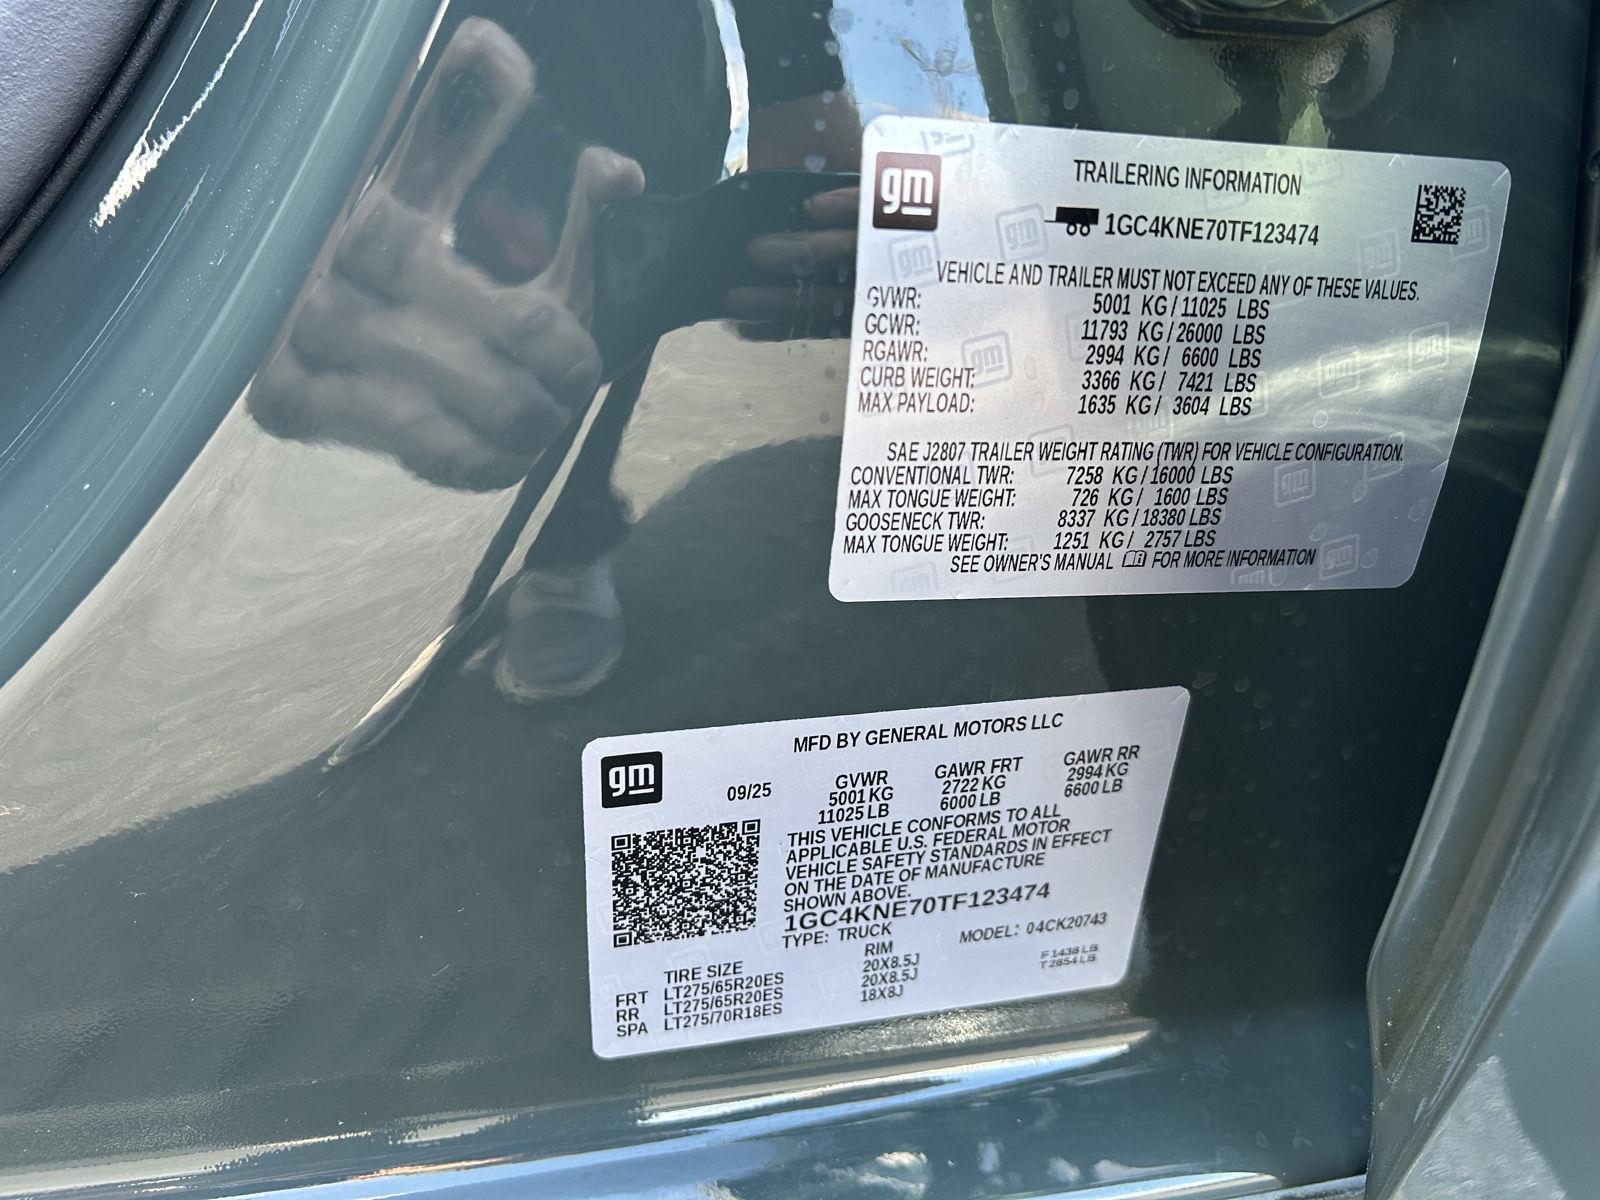 gm
TRAILERING INFORMATION
1GC4KNE70TF123474
VEHICLE AND TRAILER MUST NOT EXCEED ANY OF THESE VALUES.
GVWR: 5001 KG/11025 LBS
GCWR: 11793 KG/26000 LBS
RGAWR: 2994 KG/ 6600 LBS
CURB WEIGHT: 3366 KG/ 7421 LBS
MAX PAYLOAD: 1635 KG/ 3604 LBS
SAE J2807 TRAILER WEIGHT RATING (TWR) FOR VEHICLE CONFIGURATION.
CONVENTIONAL TWR: 7258 KG/16000 LBS
MAX TONGUE WEIGHT: 726 KG/ 1600 LBS
GOOSENECK TWR: 8337 KG/18380 LBS
MAX TONGUE WEIGHT: 1251 KG/ 2757 LBS
SEE OWNER'S MANUAL FOR MORE INFORMATION
gm
MFD BY GENERAL MOTORS LLC
09/25
GVWR GAWR FRT GAWR RR
5001 KG 2722 KG 2994 KG
11025 LB 6000 LB 6600 LB
THIS VEHICLE CONFORMS TO ALL
APPLICABLE U.S. FEDERAL MOTOR
VEHICLE SAFETY STANDARDS IN EFFECT
ON THE DATE OF MANUFACTURE
SHOWN ABOVE.
1GC4KNE70TF123474
TYPE: TRUCK MODEL: 04CK20743
TIRE SIZE RIM
FRT LT275/65R20ES 20X8.5J
RR LT275/65R20ES 20X8.5J
SPA LT275/70R18ES 18X8J
F 1438 LB
T 2854 LB